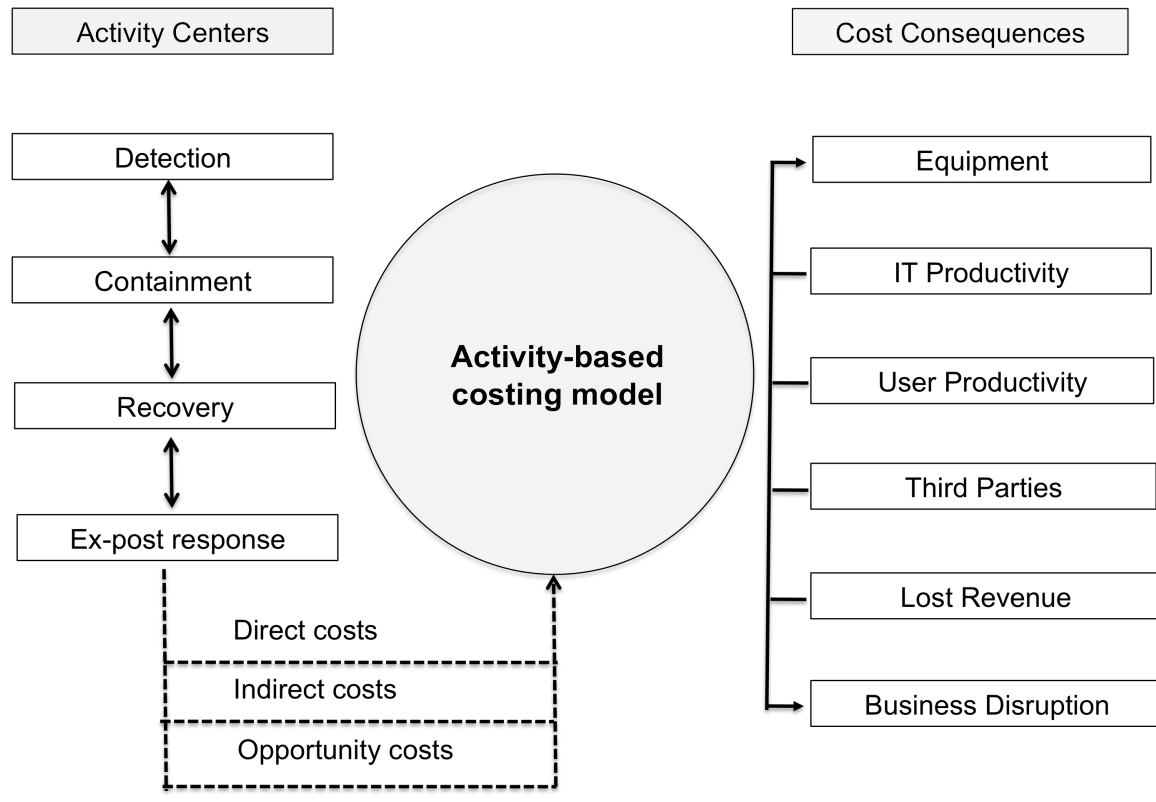 Activity Centers
Cost Consequences
Detection
Containment
Recovery
Ex-post response
Direct costs
Indirect costs
Opportunity costs
Activity-based
costing model
Equipment
IT Productivity
User Productivity
Third Parties
Lost Revenue
Business Disruption